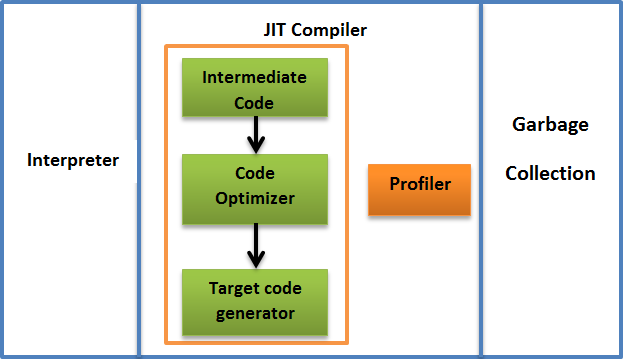 JIT Compiler
Interpreter
Intermediate
Code
Code
Optimizer
Target code
generator
Profiler
Garbage
Collection